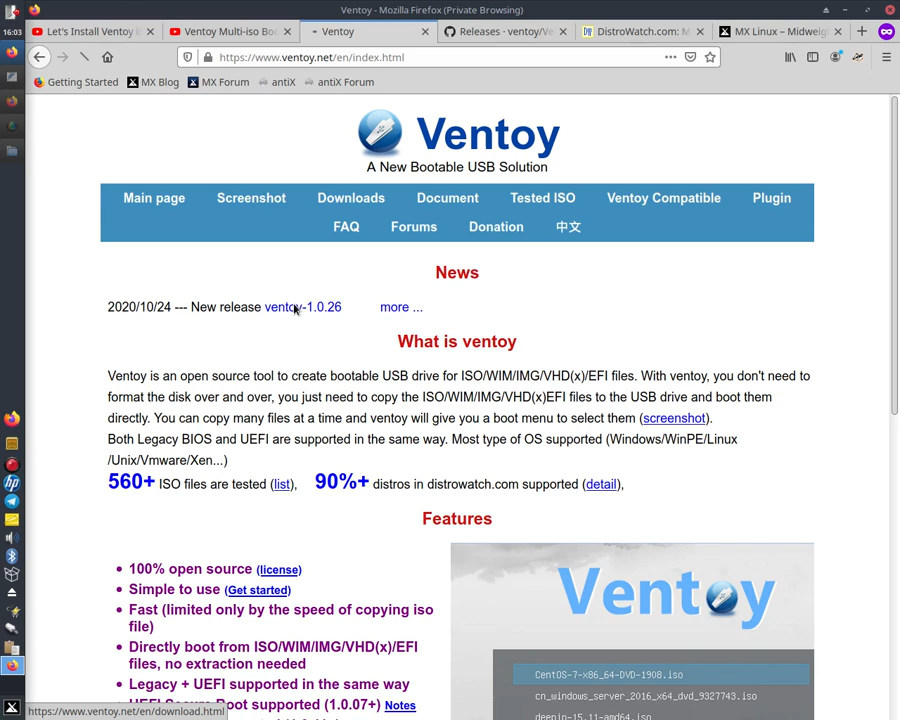 Ventoy - Mozilla Firefox (Private Browsing)
16:03
Let's Install Ventoy i
Ventoy Multi-iso Boo
Ventoy
Releases · ventoy/Ve
DistroWatch.com: M
MX Linux – Midweigh
https://www.ventoy.net/en/index.html
Getting Started
MX Blog
MX Forum
antiX
antiX Forum
Ventoy
A New Bootable USB Solution
Main page Screenshot Downloads Document Tested ISO Ventoy Compatible Plugin
FAQ Forums Donation 中文
News
2020/10/24 --- New release ventoy-1.0.26 more ...
What is ventoy
Ventoy is an open source tool to create bootable USB drive for ISO/WIM/IMG/VHD(x)/EFI files. With ventoy, you don't need to
format the disk over and over, you just need to copy the ISO/WIM/IMG/VHD(x)EFI files to the USB drive and boot them
directly. You can copy many files at a time and ventoy will give you a boot menu to select them (screenshot).
Both Legacy BIOS and UEFI are supported in the same way. Most type of OS supported (Windows/WinPE/Linux
/Unix/Vmware/Xen...)
560+ ISO files are tested (list), 90%+ distros in distrowatch.com supported (detail),
Features
100% open source (license)
Simple to use (Get started)
Fast (limited only by the speed of copying iso
file)
Directly boot from ISO/WIM/IMG/VHD(x)/EFI
files, no extraction needed
Legacy + UEFI supported in the same way
UEFI Secure Boot supported (1.0.07+) Notes
Ventoy
CentOS-7-x86_64-DVD-1908.iso
cn_windows_server_2016_x64_dvd_9327743.iso
deepin-15.11-amd64.iso
hp
https://www.ventoy.net/en/download.html